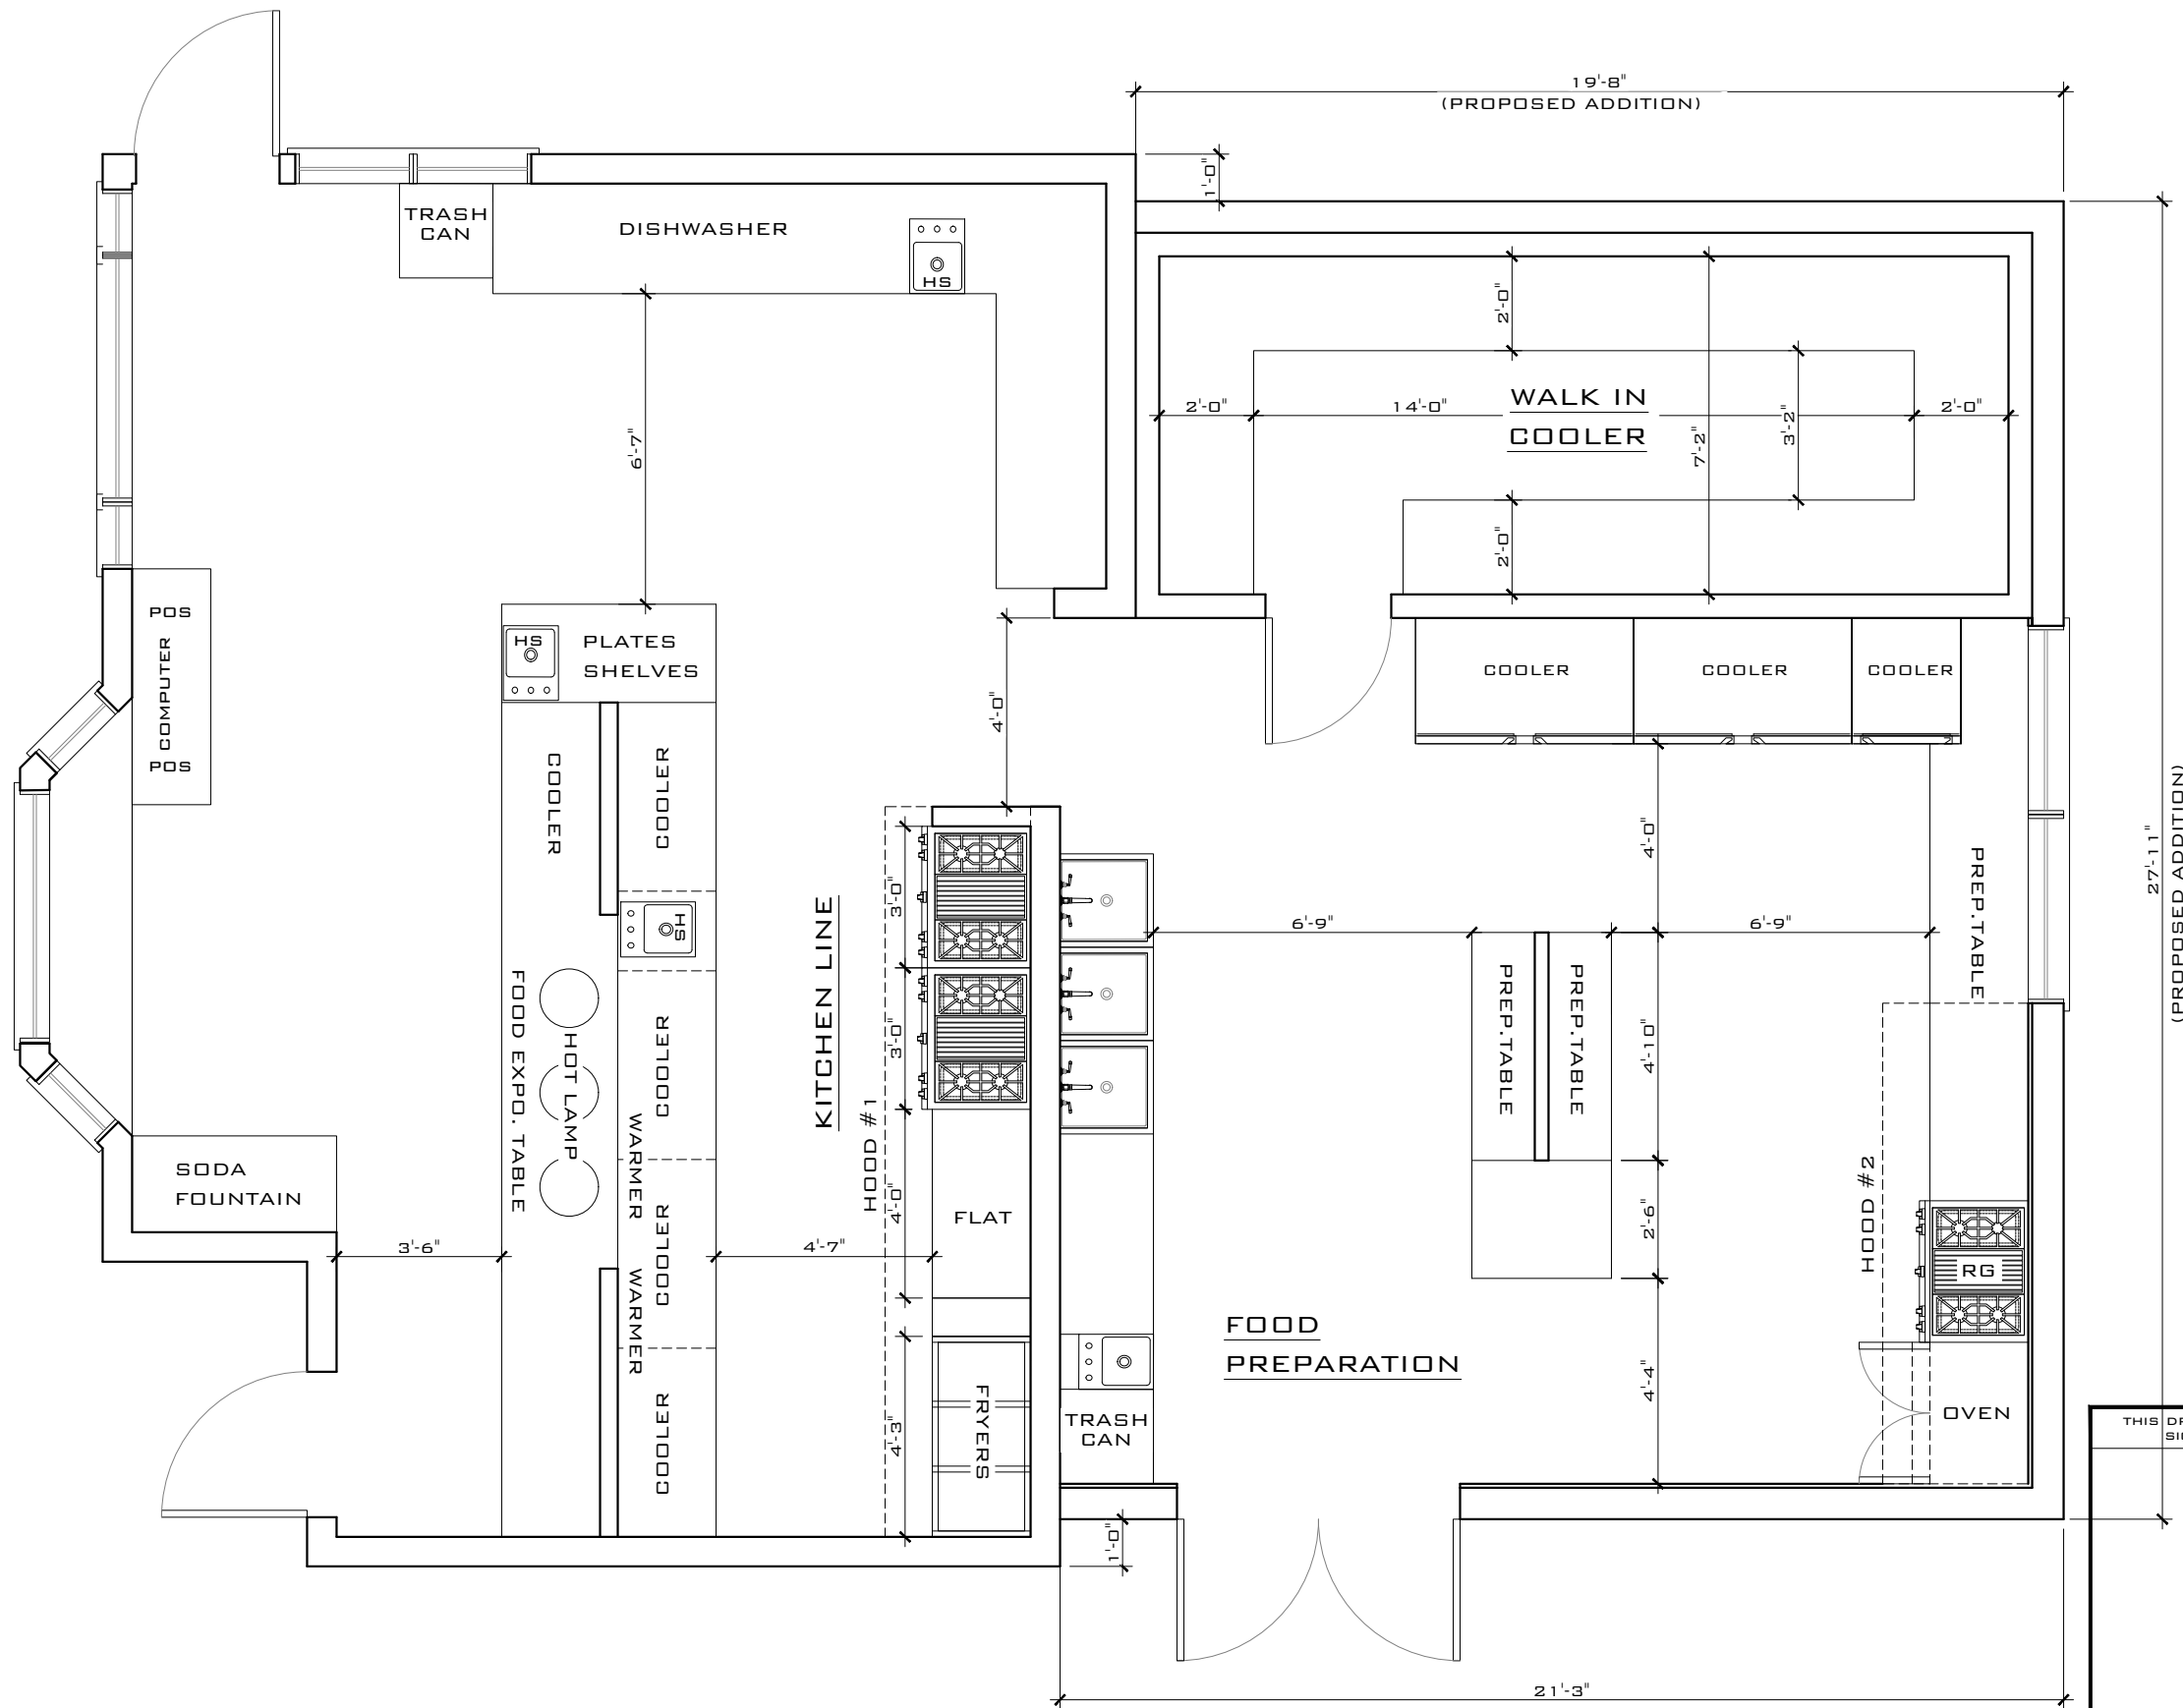 19'-8"
(PROPOSED ADDITION)
1'-0"
TRASH
CAN
DISHWASHER
HS
2'-0"
2'-0"
14'-0"
WALK IN
COOLER
7'-2"
3'-2"
2'-0"
6'-7"
2'-0"
POS
COMPUTER
POS
HS
PLATES
SHELVES
COOLER
COOLER
COOLER
4'-0"
COOLER
COOLER
4'-0"
PREP.TABLE
27'-11"
(PROPOSED ADDITION)
3'-0"
KITCHEN LINE
HS
6'-9"
6'-9"
FOOD EXPO. TABLE
HOT LAMP
COOLER
3'-0"
PREP.TABLE
PREP.TABLE
4'-10"
WARMER
HOOD #1
4'-0"
FLAT
SODA
FOUNTAIN
HOOD #2
2'-6"
3'-6"
COOLER
WARMER
4'-7"
RG
FOOD
PREPARATION
4'-4"
COOLER
4'-3"
FRYERS
TRASH
CAN
OVEN
THIS
1'-0"
21'-3"